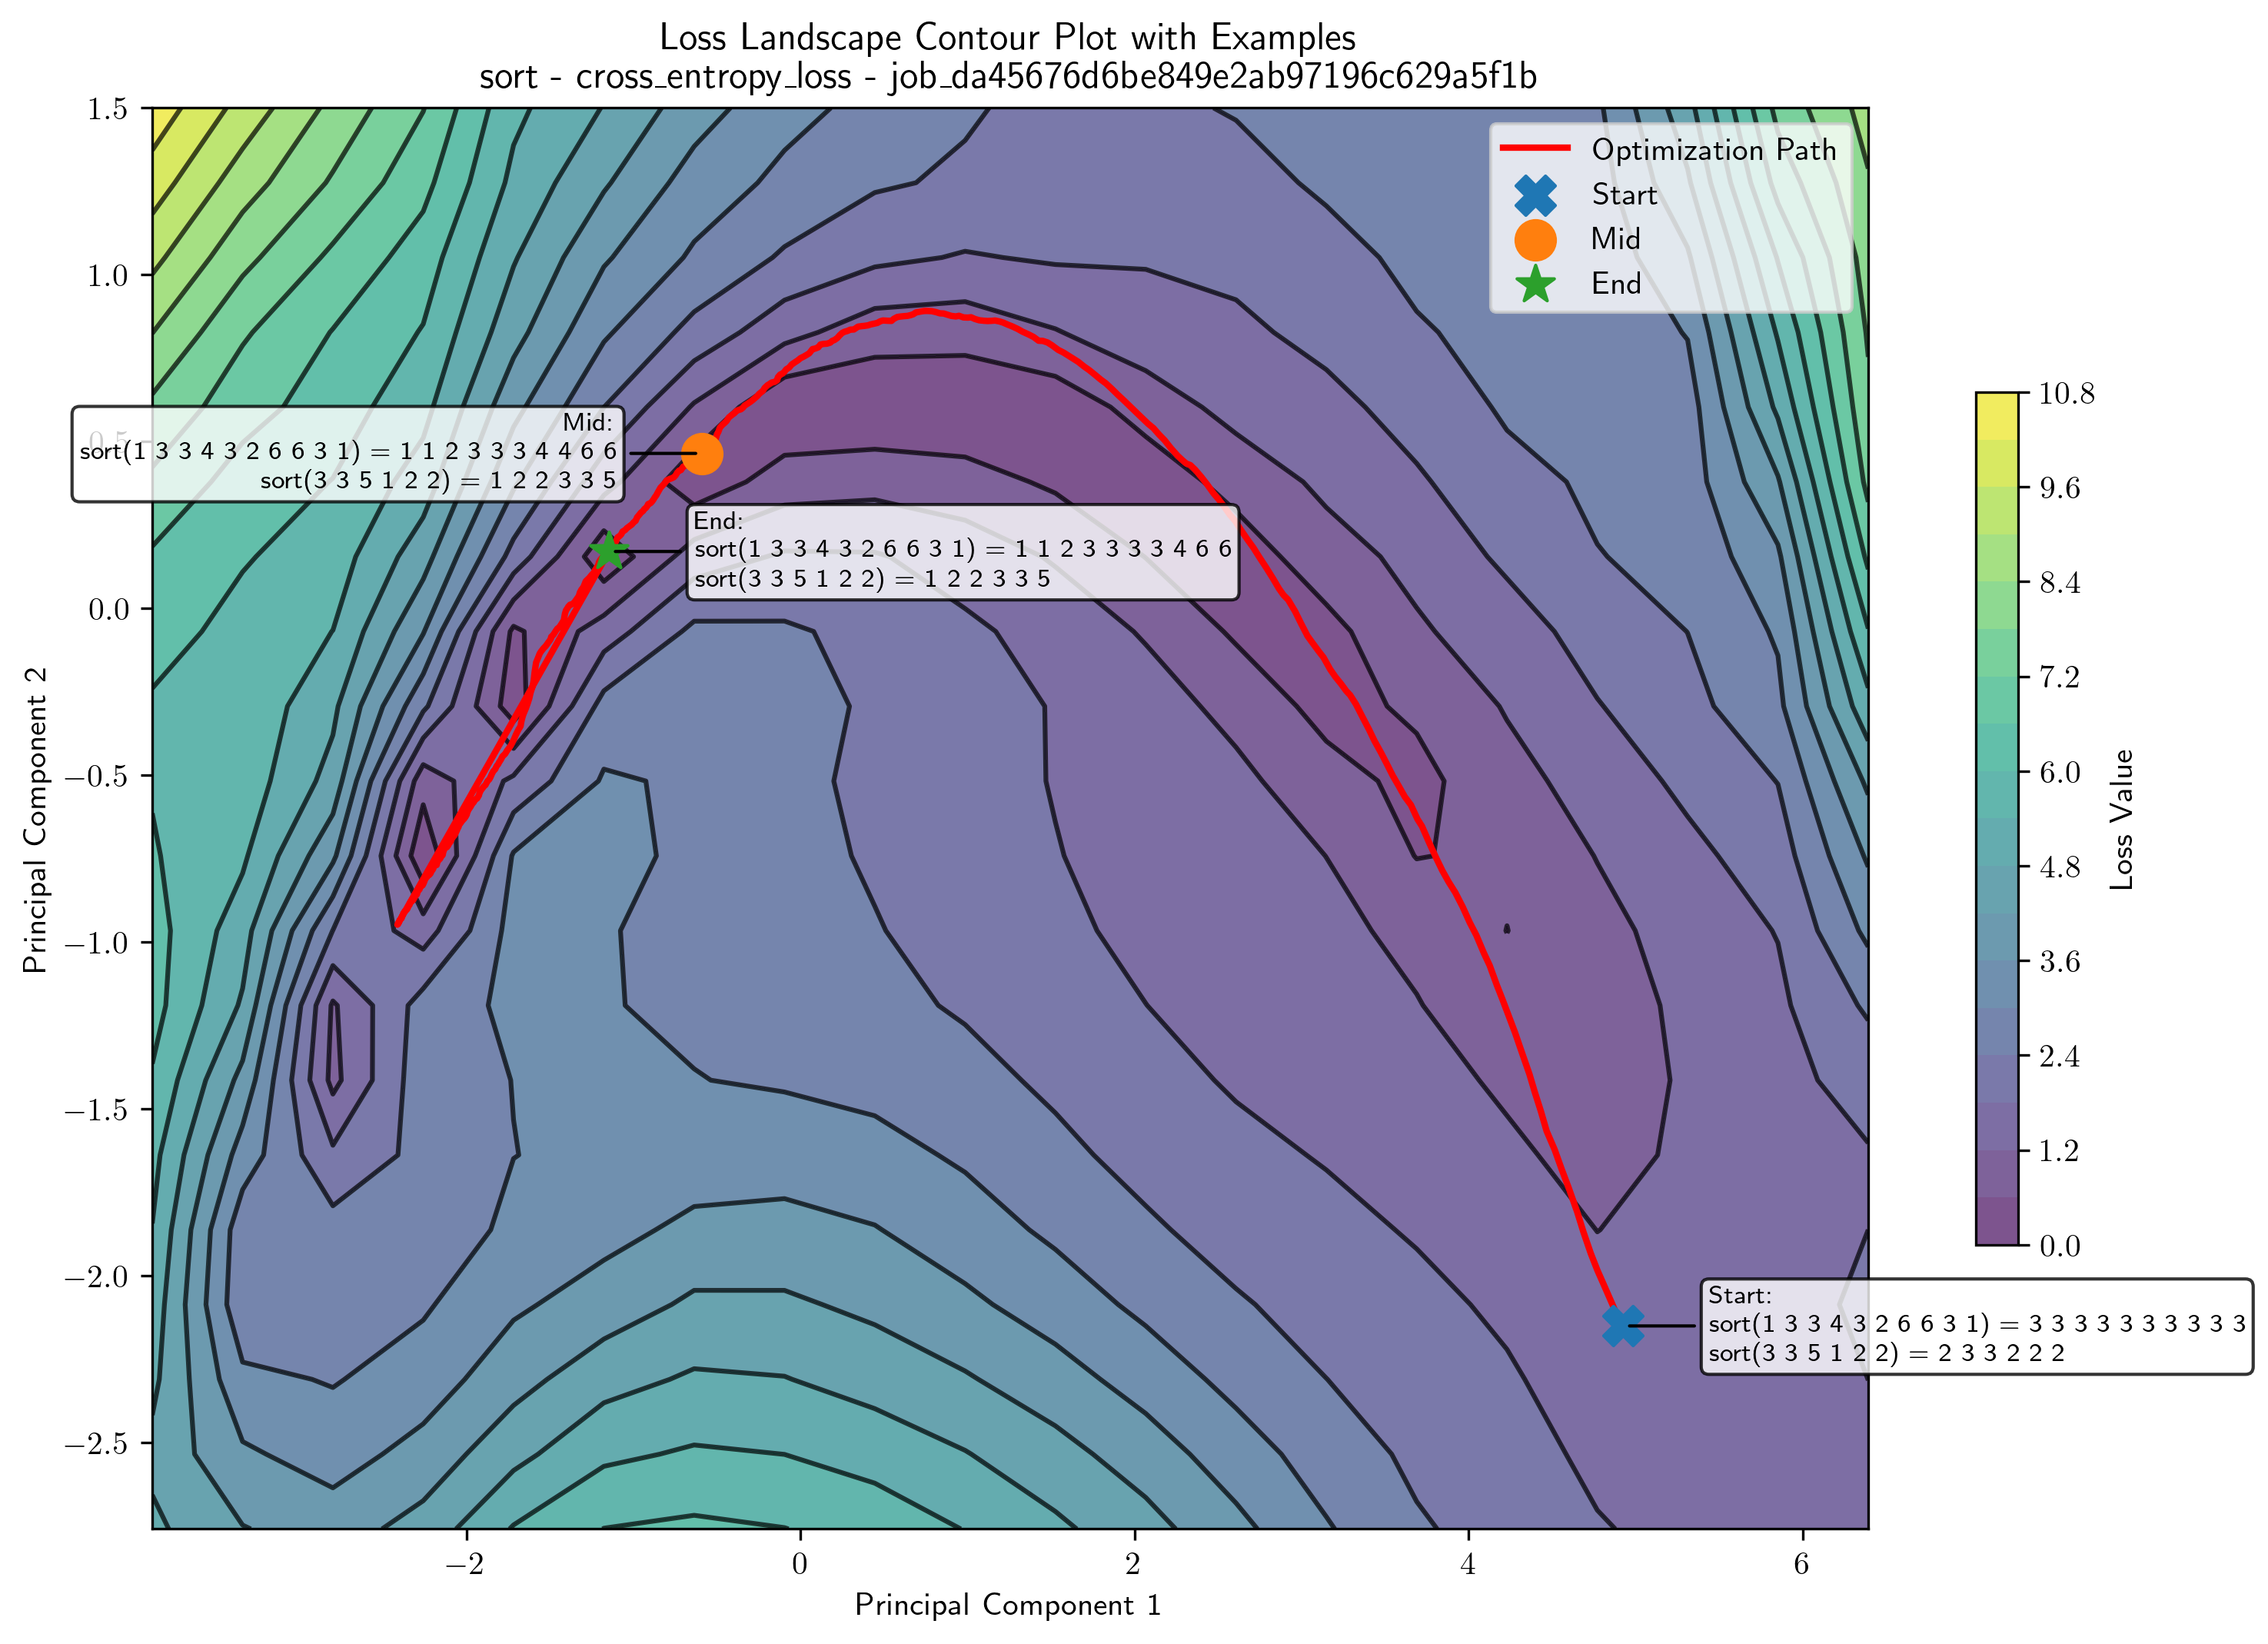 Loss Landscape Contour Plot with Examples
sort - cross_entropy_loss - job_da45676d6be849e2ab97196c629a5f1b
Optimization Path
Start
Mid
End
1.5
1.0
0.5
0.0
−0.5
−1.0
−1.5
−2.0
−2.5
Principal Component 2
Mid:
sort(1 3 3 4 3 2 6 6 3 1) = 1 1 2 3 3 3 4 4 6 6
sort(3 3 5 1 2 2) = 1 2 2 3 3 5
End:
sort(1 3 3 4 3 2 6 6 3 1) = 1 1 2 3 3 3 3 4 6 6
sort(3 3 5 1 2 2) = 1 2 2 3 3 5
Start:
sort(1 3 3 4 3 2 6 6 3 1) = 3 3 3 3 3 3 3 3 3 3
sort(3 3 5 1 2 2) = 2 3 3 2 2 2
−2
0
2
4
6
Principal Component 1
10.8
9.6
8.4
7.2
6.0
4.8
3.6
2.4
1.2
0.0
Loss Value